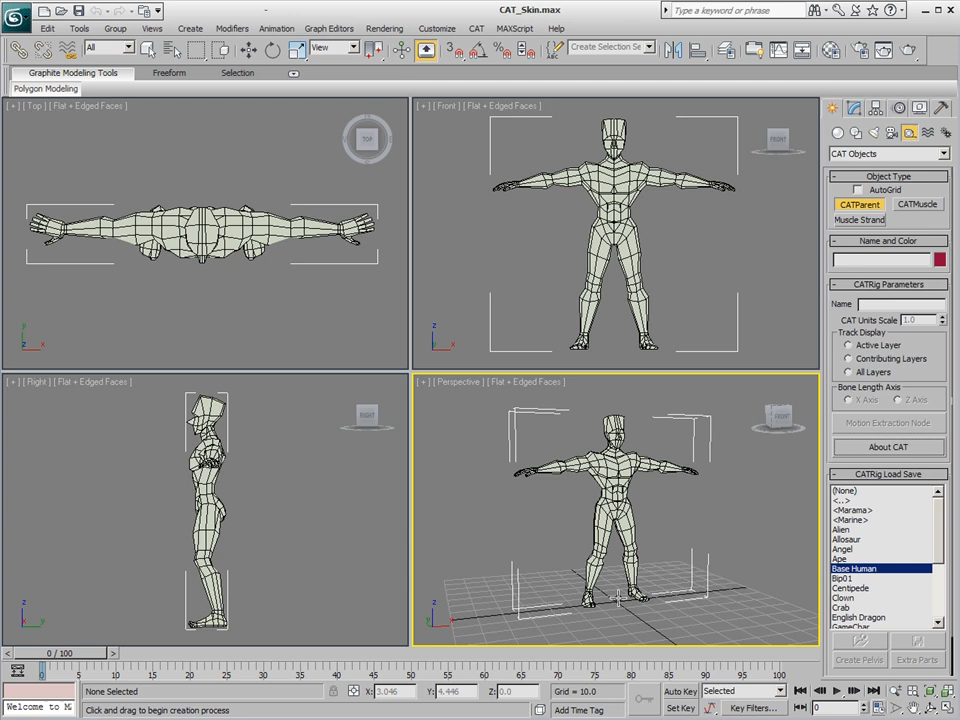 CAT_Skin.max
Type a keyword or phrase
Edit Tools Group Views Create Modifiers Animation Graph Editors Rendering Customize CAT MAXScript Help
All View Create Selection Se
Graphite Modeling Tools Freeform Selection
Polygon Modeling
[ + ] [ Top ] [ Flat + Edged Faces ]
TOP
y
z x
[ + ] [ Front ] [ Flat + Edged Faces ]
FRONT
z
y x
[ + ] [ Right ] [ Flat + Edged Faces ]
RIGHT
z
x y
[ + ] [ Perspective ] [ Flat + Edged Faces ]
FRONT
z
y x
CAT Objects
- Object Type
AutoGrid
CATParent CATMuscle
Muscle Strand
- Name and Color
- CATRig Parameters
Name
CAT Units Scale 1.0
Track Display
Active Layer
Contributing Layers
All Layers
Bone Length Axis
X Axis Z Axis
Motion Extraction Node
About CAT
- CATRig Load Save
(None)
<..>
<Marama>
<Marine>
Alien
Allosaur
Angel
Ape
Base Human
Bip01
Centipede
Clown
Crab
English Dragon
GameChar
Create Pelvis Extra Parts
< 0 / 100 >
0 5 10 15 20 25 30 35 40 45 50 55 60 65 70 75 80 85 90 95 100
None Selected X: 3.046 Y: 4.446 Z: 0.0 Grid = 10.0 Auto Key Selected
Welcome to M Click and drag to begin creation process Add Time Tag Set Key Key Filters... 0